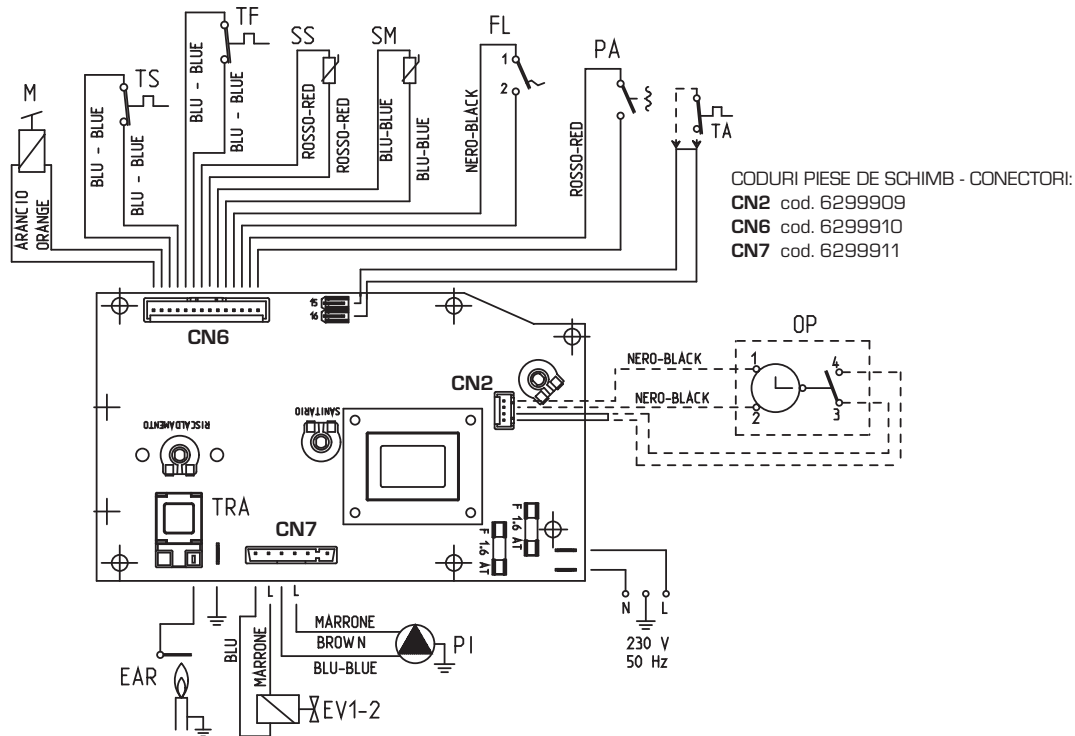 TF
SS
SM
FL
PA
TS
M
TA
BLU - BLUE
BLU - BLUE
BLU - BLUE
BLU - BLUE
ROSSO-RED
ROSSO-RED
BLU-BLUE
BLU-BLUE
NERO-BLACK
1
2
ROSSO-RED
ARANCIO
ORANGE
CODURI PIESE DE SCHIMB - CONECTORI:
CN2 cod. 6299909
CN6 cod. 6299910
CN7 cod. 6299911
15
16
CN6
OP
NERO-BLACK
NERO-BLACK
1
2
4
3
CN2
SANITARIO
RISCALDAMENTO
TRA
CN7
F 1.6 AT
F 1.6 AT
N
L
230 V
50 Hz
L
L
MARRONE
BROWN
BLU-BLUE
PI
BLU
MARRONE
EAR
EV1-2